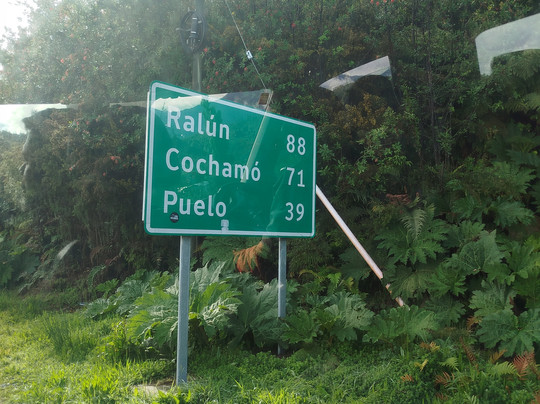 Ralún 88
Cochamó 71
Puelo 39